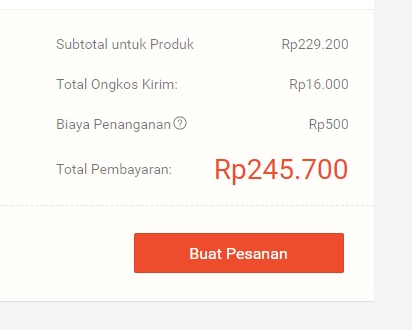 Subtotal untuk Produk Rp229.200
Total Ongkos Kirim: Rp16.000
Biaya Penanganan Rp500
Total Pembayaran: Rp245.700
Buat Pesanan